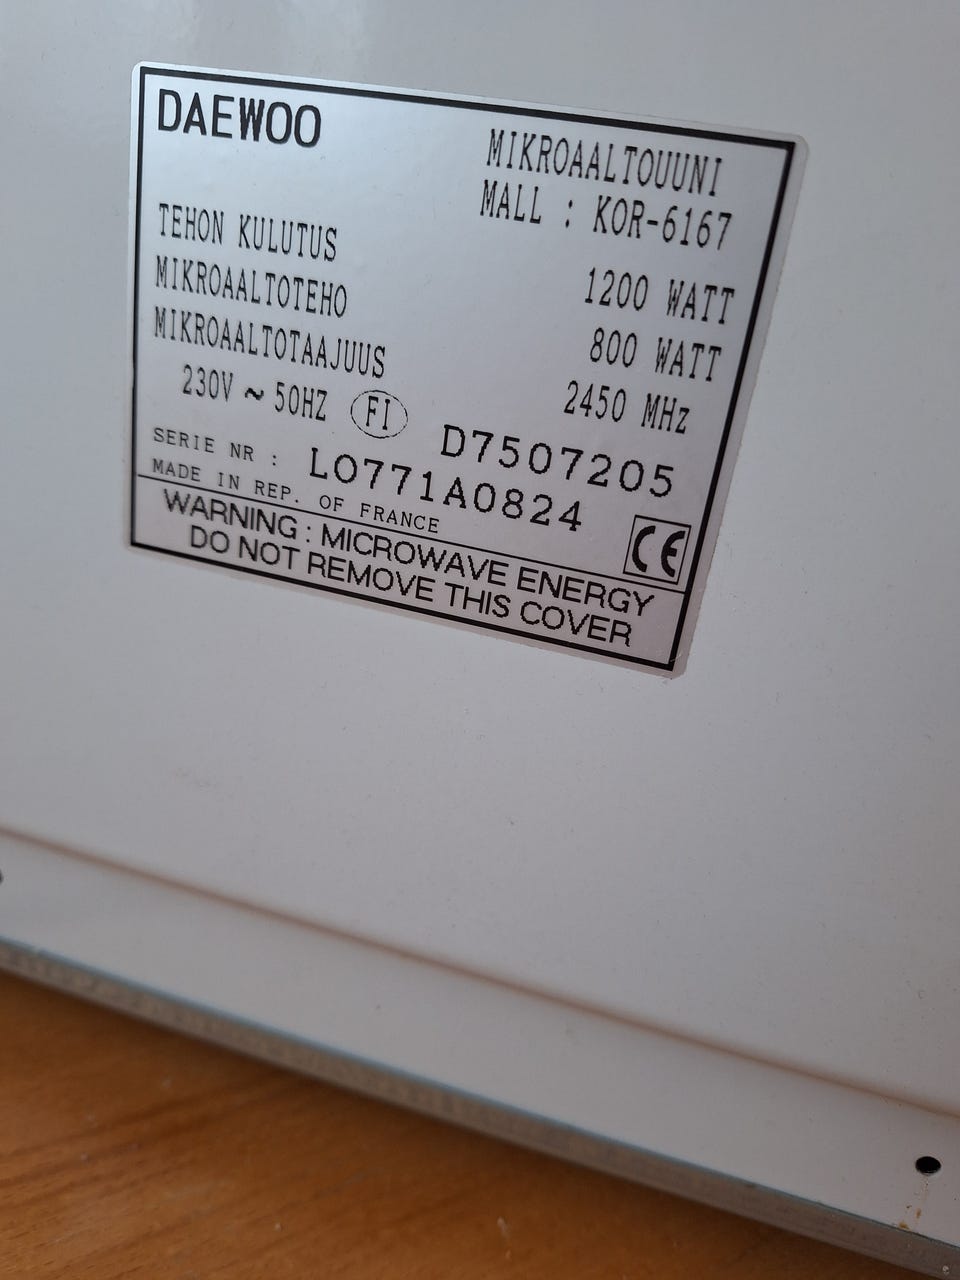 DAEWOO
MIKROAALTOUUNI
MALL : KOR-6167
TEHON KULUTUS 1200 WATT
MIKROAALTOTEHO 800 WATT
MIKROAALTOTAAJUUS 2450 MHz
230V ~ 50HZ FI D7507205
SERIE NR : LO771A0824
MADE IN REP. OF FRANCE
CE
WARNING : MICROWAVE ENERGY
DO NOT REMOVE THIS COVER